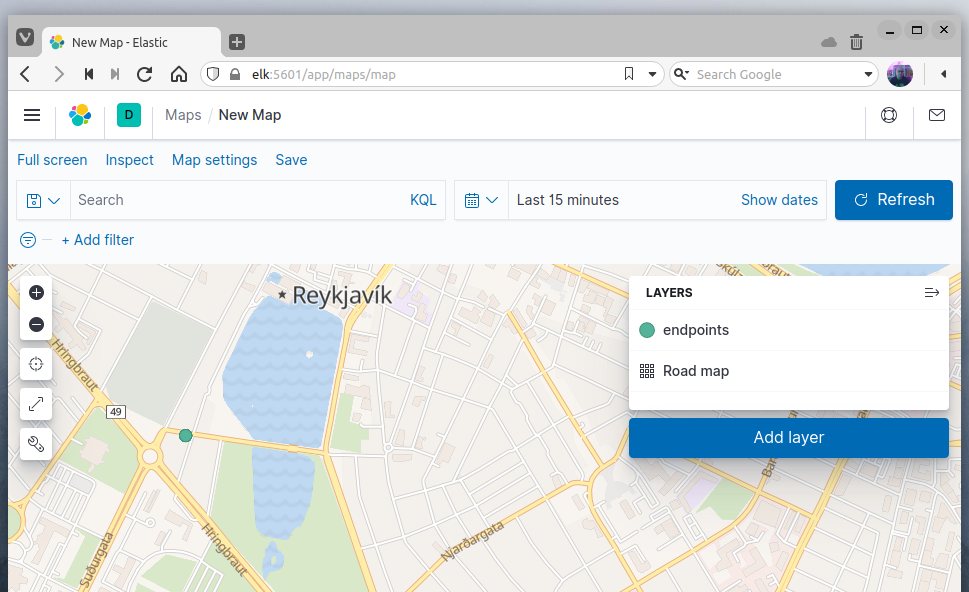 New Map - Elastic
elk:5601/app/maps/map
Search Google
D
Maps / New Map
Full screen Inspect Map settings Save
Search KQL
Last 15 minutes Show dates
Refresh
+ Add filter
Reykjavík
LAYERS
endpoints
Road map
Add layer
Hringbraut
49
Hringbraut
Suðurgata
Njarðargata